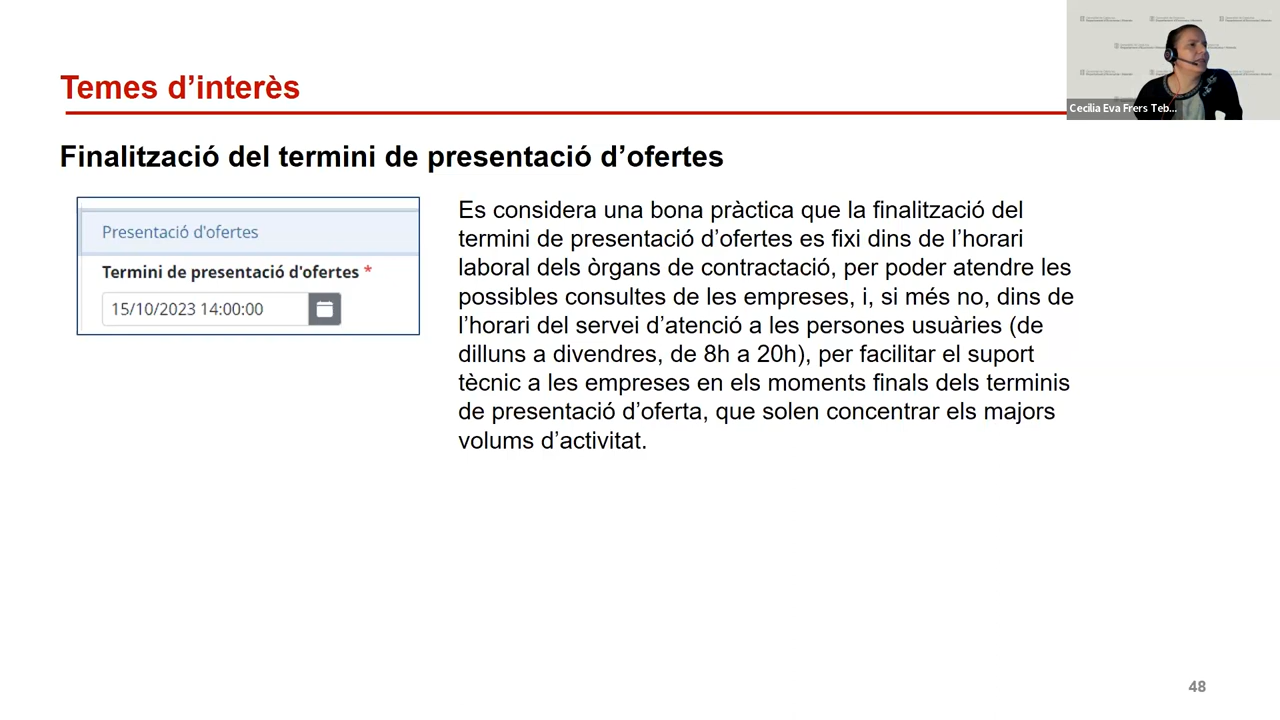 Temes d’interès
Cecilia Eva Frers Teb...
Finalització del termini de presentació d’ofertes
Presentació d'ofertes
Termini de presentació d'ofertes *
15/10/2023 14:00:00
Es considera una bona pràctica que la finalització del
termini de presentació d’ofertes es fixi dins de l’horari
laboral dels òrgans de contractació, per poder atendre les
possibles consultes de les empreses, i, si més no, dins de
l’horari del servei d’atenció a les persones usuàries (de
dilluns a divendres, de 8h a 20h), per facilitar el suport
tècnic a les empreses en els moments finals dels terminis
de presentació d’oferta, que solen concentrar els majors
volums d’activitat.
48